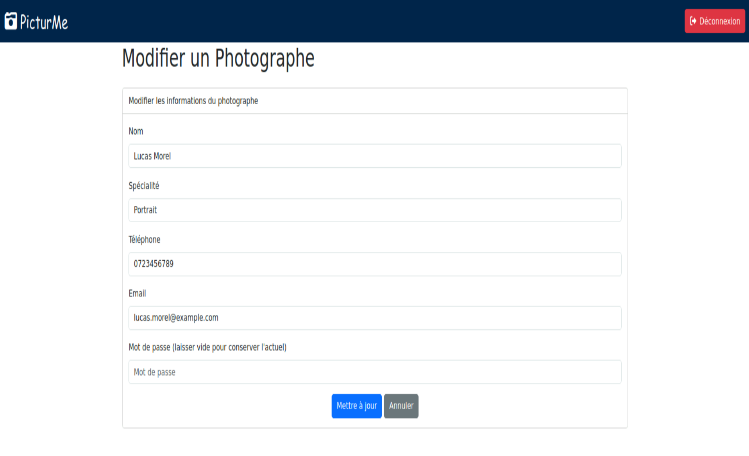 PicturMe
Déconnexion
Modifier un Photographe
Modifier les informations du photographe
Nom
Lucas Morel
Spécialité
Portrait
Téléphone
0723456789
Email
lucas.morel@example.com
Mot de passe (laisser vide pour conserver l'actuel)
Mot de passe
Mettre à jour Annuler